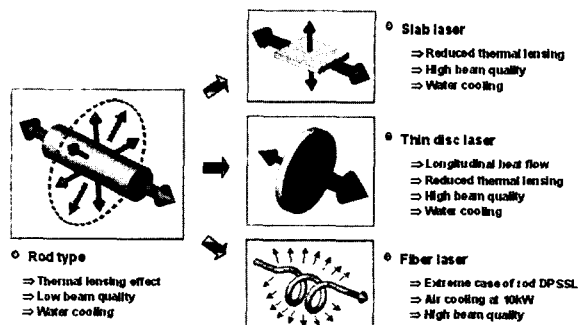 Slab laser
⇒ Reduced thermal lensing
⇒ High beam quality
⇒ Water cooling
Thin disc laser
⇒ Longitudinal heat flow
⇒ Reduced thermal lensing
⇒ High beam quality
⇒ Water cooling
Rod type
⇒ Thermal lensing effect
⇒ Low beam quality
⇒ Water cooling
Fiber laser
⇒ Extreme case of rod DPSSL
⇒ Air cooling at 10kW
⇒ High beam quality